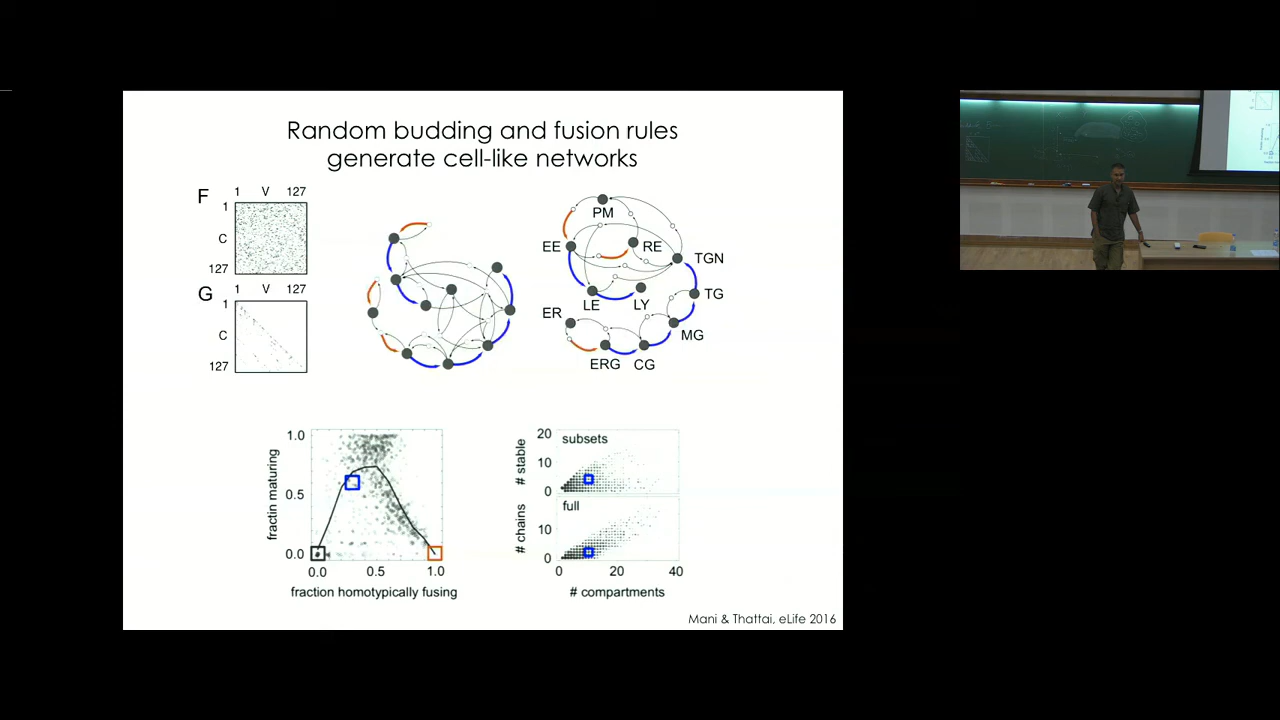 Random budding and fusion rules
generate cell-like networks
F
1 V 127
1
C
127
G
1 V 127
1
C
127
PM
EE
RE
TGN
LE
LY
TG
ER
MG
ERG
CG
fractin maturing
1.0
0.5
0.0
0.0 0.5 1.0
fraction homotypically fusing
# stable
20
10
0
subsets
# chains
full
10
0
0 20 40
# compartments
Mani & Thattai, eLife 2016